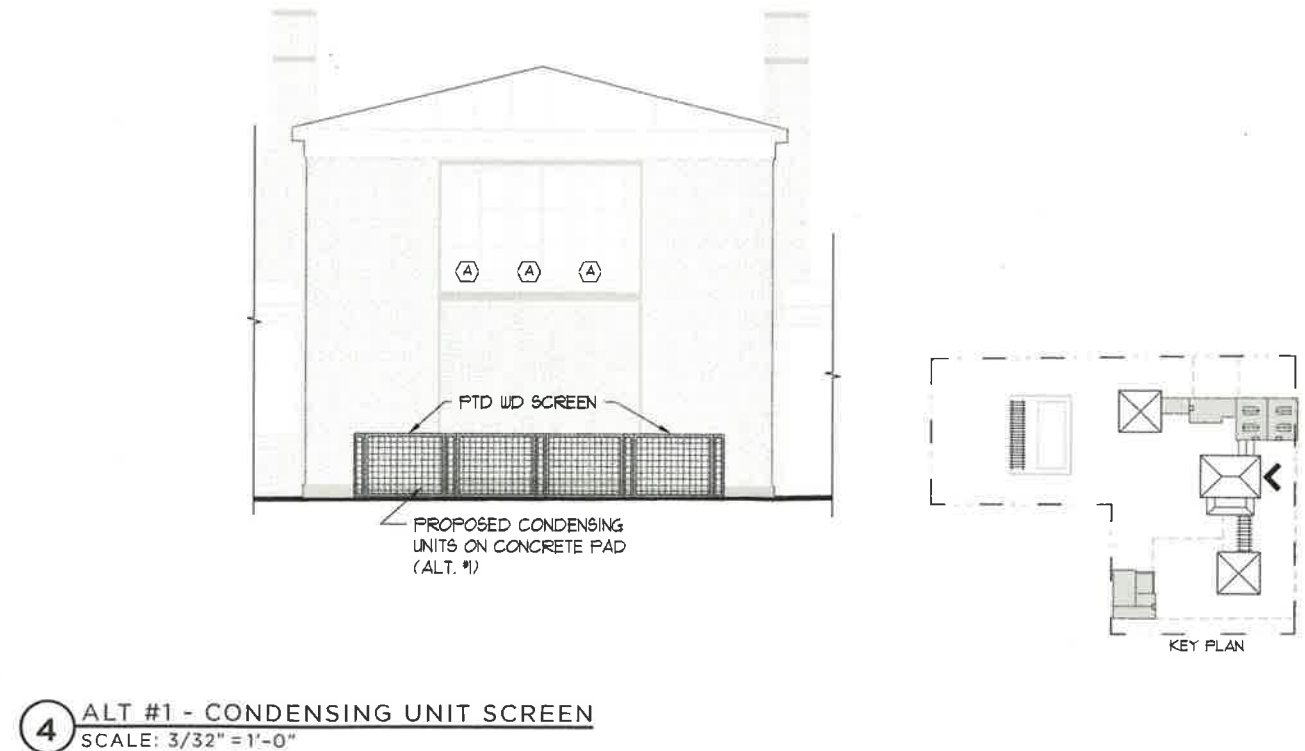 A A A
PTD WD SCREEN
PROPOSED CONDENSING
UNITS ON CONCRETE PAD
(ALT. #1)
KEY PLAN
4 ALT #1 - CONDENSING UNIT SCREEN
SCALE: 3/32" = 1'-0"